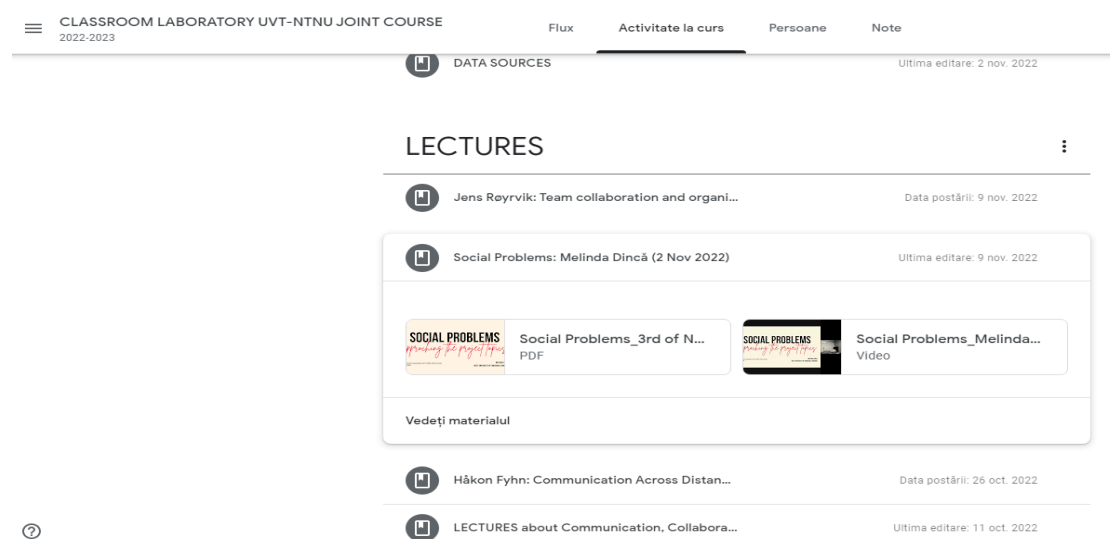 CLASSROOM LABORATORY UVT-NTNU JOINT COURSE
2022-2023
Flux
Activitate la curs
Persoane
Note
DATA SOURCES
Ultima editare: 2 nov. 2022
LECTURES
Jens Røyrvik: Team collaboration and organi...
Data postării: 9 nov. 2022
Social Problems: Melinda Dincă (2 Nov 2022)
Ultima editare: 9 nov. 2022
SOCIAL PROBLEMS
Social Problems_3rd of N...
PDF
SOCIAL PROBLEMS
Social Problems_Melinda...
Video
Vedeți materialul
Håkon Fyhn: Communication Across Distan...
Data postării: 26 oct. 2022
LECTURES about Communication, Collabora...
Ultima editare: 11 oct. 2022